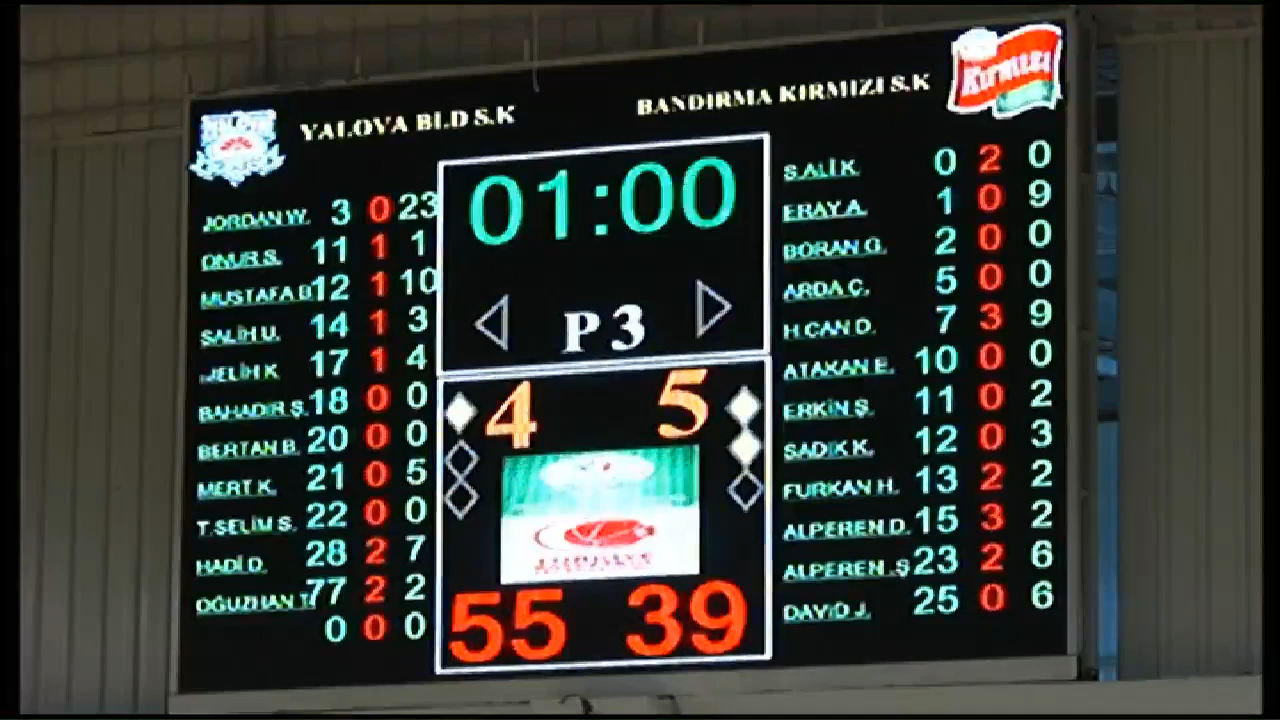 YALOVA BLD S.K
BANDIRMA KIRMIZI S.K
KIRMIZI
JORDAN W. 3 0 23
ONUR S. 11 1 1
MUSTAFA B. 12 1 10
SALİH U. 14 1 3
MELİH K 17 1 4
BAHADIR Ş. 18 0 0
BERTAN B. 20 0 0
MERT K. 21 0 5
T.SELİM S. 22 0 0
HADİ D. 28 2 7
OĞUZHAN T. 77 2 2
0 0 0
01:00
P 3
4 5
55 39
S.ALİ K. 0 2 0
ERAY A. 1 0 9
BORAN G. 2 0 0
ARDA C. 5 0 0
H.CAN D. 7 3 9
ATAKAN E. 10 0 0
ERKİN Ş. 11 0 2
SADIK K. 12 0 3
FURKAN H. 13 2 2
ALPEREN D. 15 3 2
ALPEREN .Ş 23 2 6
DAVID J. 25 0 6